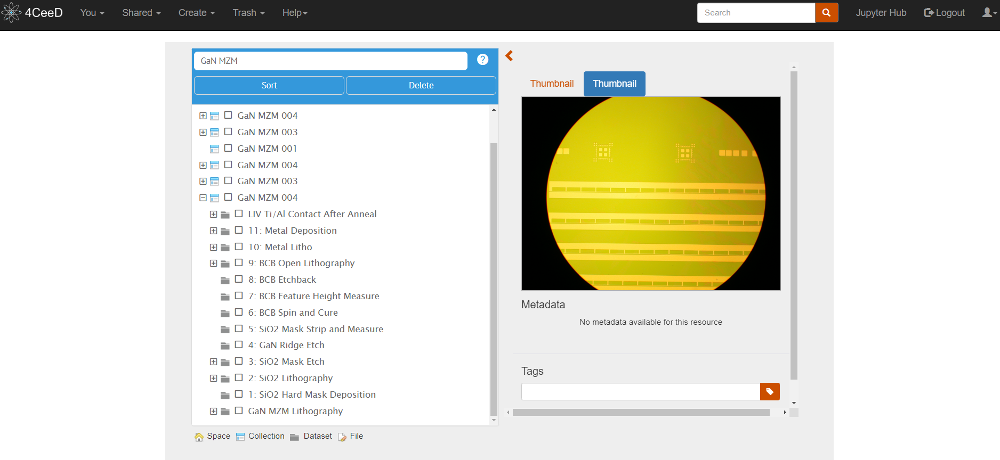 4CeeD You Shared Create Trash Help Search Jupyter Hub Logout
GaN MZM ?
Sort Delete
GaN MZM 004
GaN MZM 003
GaN MZM 001
GaN MZM 004
GaN MZM 003
GaN MZM 004
LIV Ti/Al Contact After Anneal
11: Metal Deposition
10: Metal Litho
9: BCB Open Lithography
8: BCB Etchback
7: BCB Feature Height Measure
6: BCB Spin and Cure
5: SiO2 Mask Strip and Measure
4: GaN Ridge Etch
3: SiO2 Mask Etch
2: SiO2 Lithography
1: SiO2 Hard Mask Deposition
GaN MZM Lithography
Space Collection Dataset File
Thumbnail Thumbnail
Metadata
No metadata available for this resource
Tags